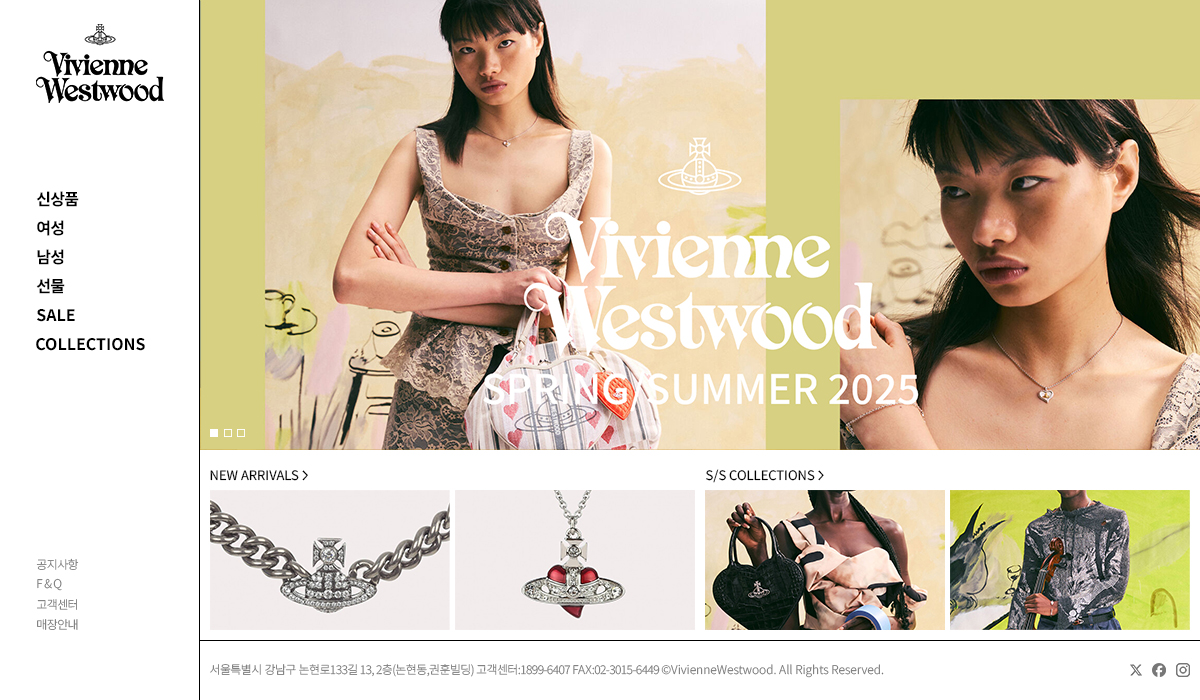 Vivienne
Westwood
신상품
여성
남성
선물
SALE
COLLECTIONS
공지사항
F & Q
고객센터
매장안내
Vivienne
Westwood
SPRING/SUMMER 2025
NEW ARRIVALS >
S/S COLLECTIONS >
서울특별시 강남구 논현로133길 13, 2층(논현동,권훈빌딩) 고객센터:1899-6407 FAX:02-3015-6449 ©VivienneWestwood. All Rights Reserved.